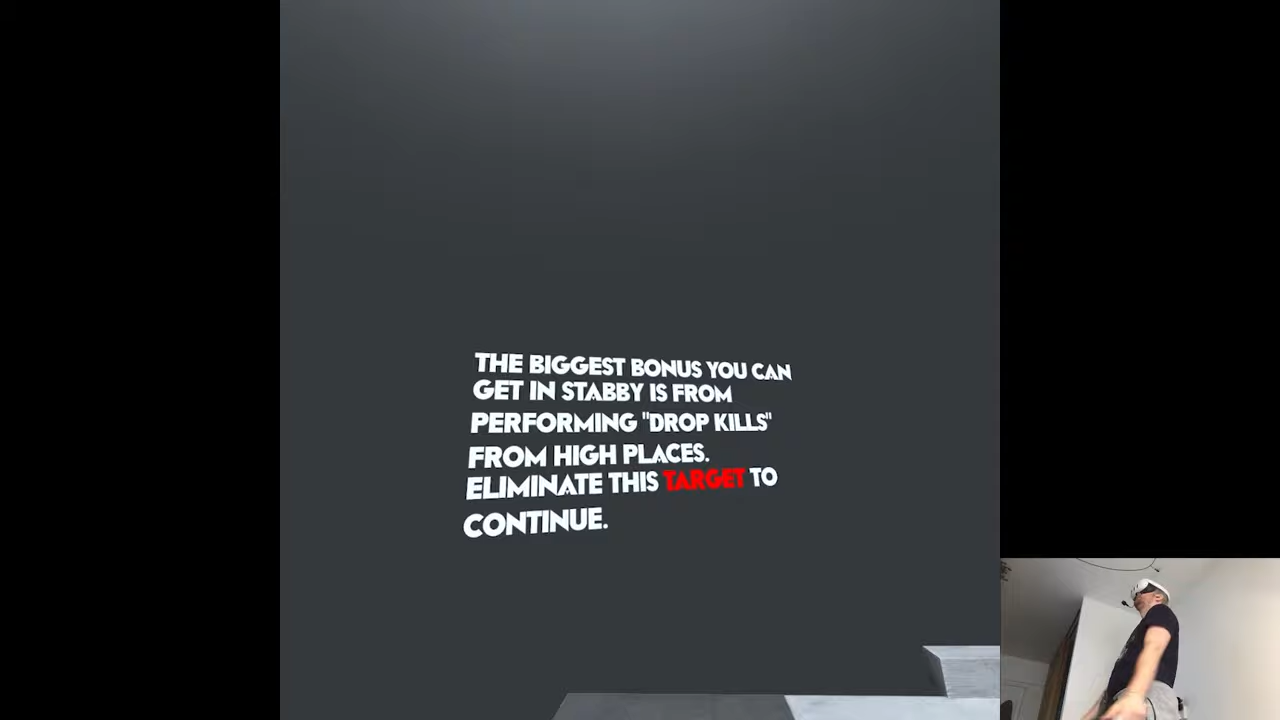 THE BIGGEST BONUS YOU CAN
GET IN STABBY IS FROM
PERFORMING "DROP KILLS"
FROM HIGH PLACES.
ELIMINATE THIS TARGET TO
CONTINUE.